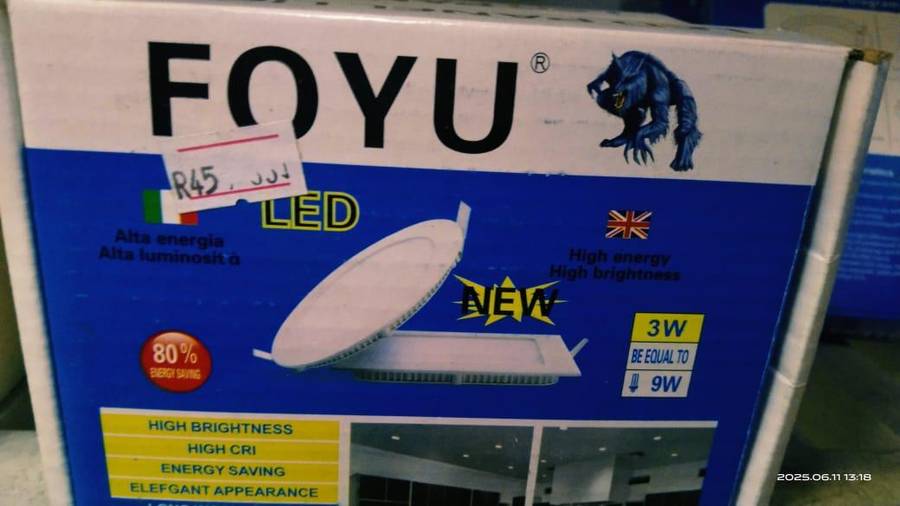 FOYU®
R45
LED
Alta energia
Alta luminosità
High energy
High brightness
NEW
3W
BE EQUAL TO
9W
80%
ENERGY SAVING
HIGH BRIGHTNESS
HIGH CRI
ENERGY SAVING
ELEFGANT APPEARANCE
2025.06.11 13:18